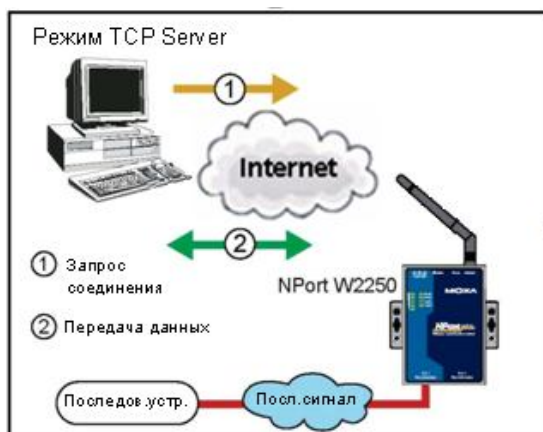 Режим TCP Server
1
Internet
2
1 Запрос
соединения
NPort W2250
MOXA
NPort
2 Передача данных
Последов.устр.
Посл.сигнал